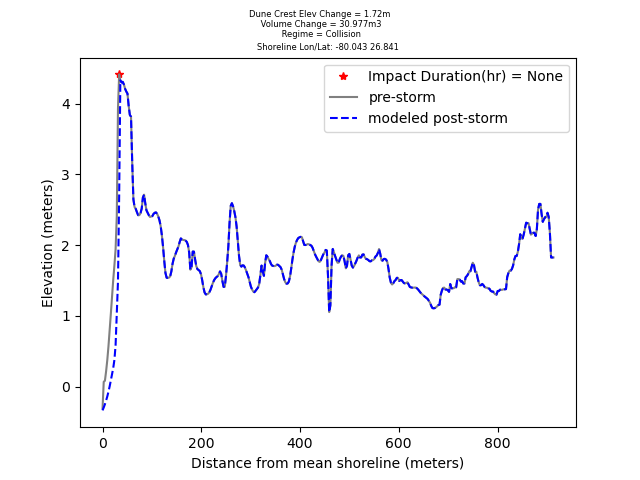 Dune Crest Elev Change = 1.72m
Volume Change = 30.977m3
Regime = Collision
Shoreline Lon/Lat: -80.043 26.841
Impact Duration(hr) = None
pre-storm
modeled post-storm
4
3
2
1
0
Elevation (meters)
0 200 400 600 800
Distance from mean shoreline (meters)